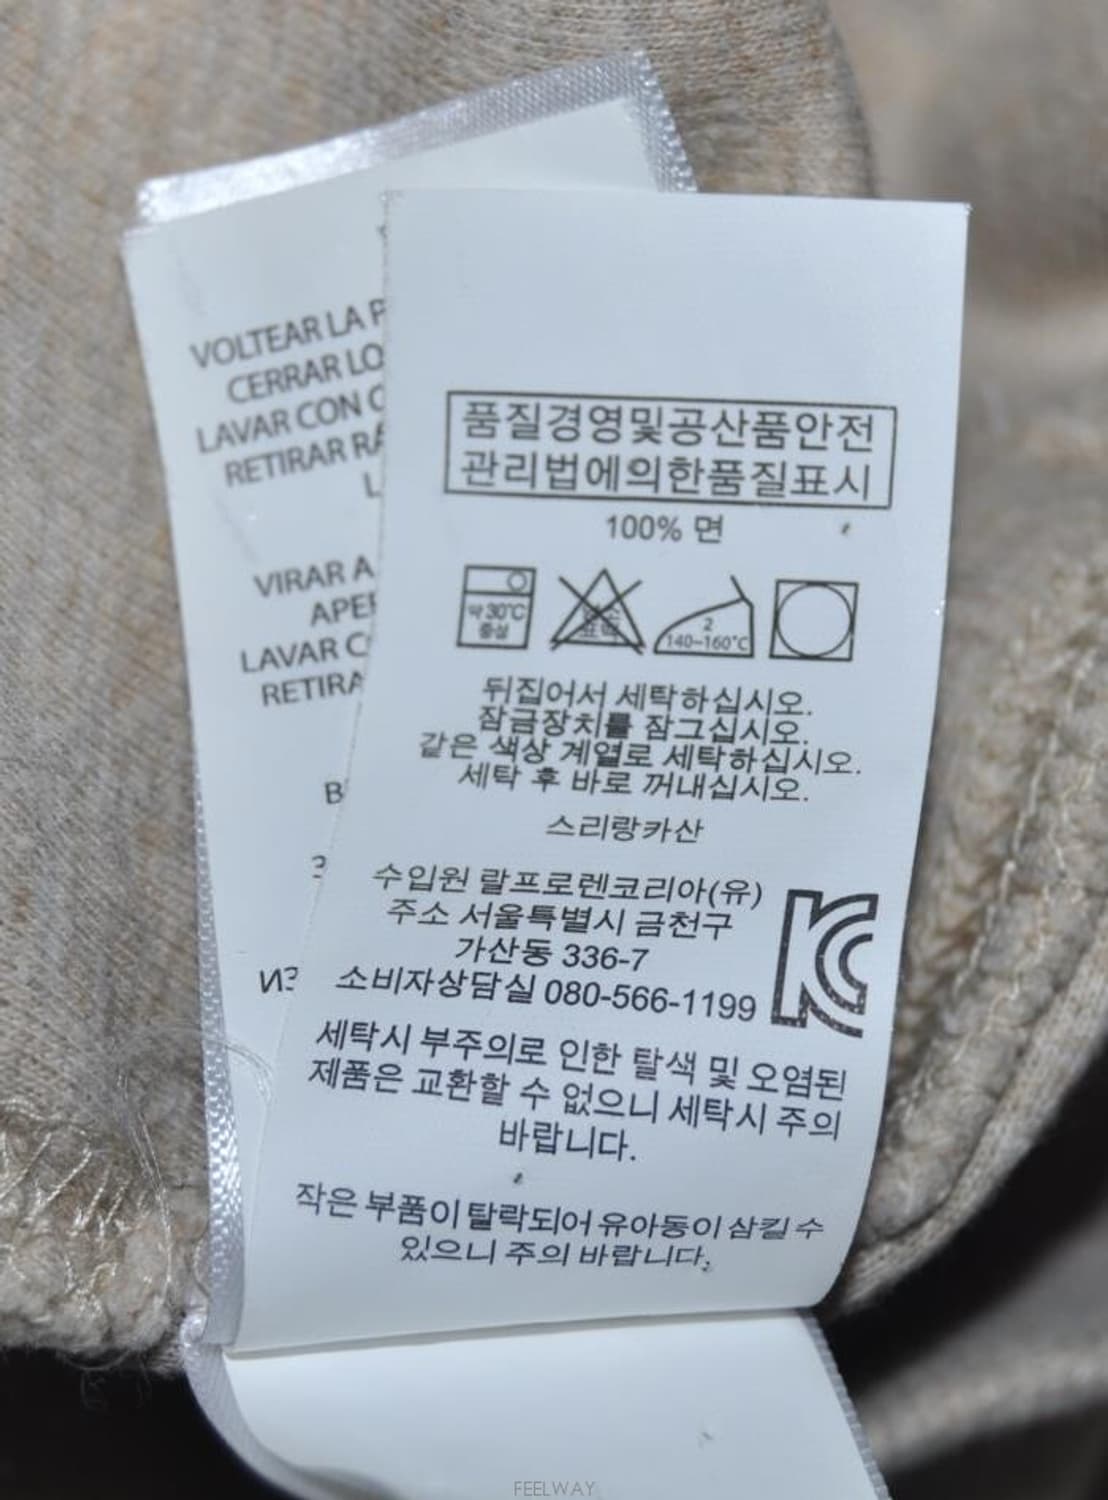 VOLTEAR LA
CERRAR LO
LAVAR CON
RETIRAR
VIRAR A
LAVAR
품질경영및공산품안전
관리법에의한품질표시
100% 면
약 30℃
중성
염소
표백
2
140~160℃
뒤집어서 세탁하십시오.
잠금장치를 잠그십시오.
같은 색상 계열로 세탁하십시오.
세탁 후 바로 꺼내십시오.
스리랑카산
수입원 랄프로렌코리아(유)
주소 서울특별시 금천구
가산동 336-7
소비자상담실 080-566-1199
KC
세탁시 부주의로 인한 탈색 및 오염된
제품은 교환할 수 없으니 세탁시 주의
바랍니다.
작은 부품이 탈락되어 유아동이 삼킬 수
있으니 주의 바랍니다.
FEELWAY